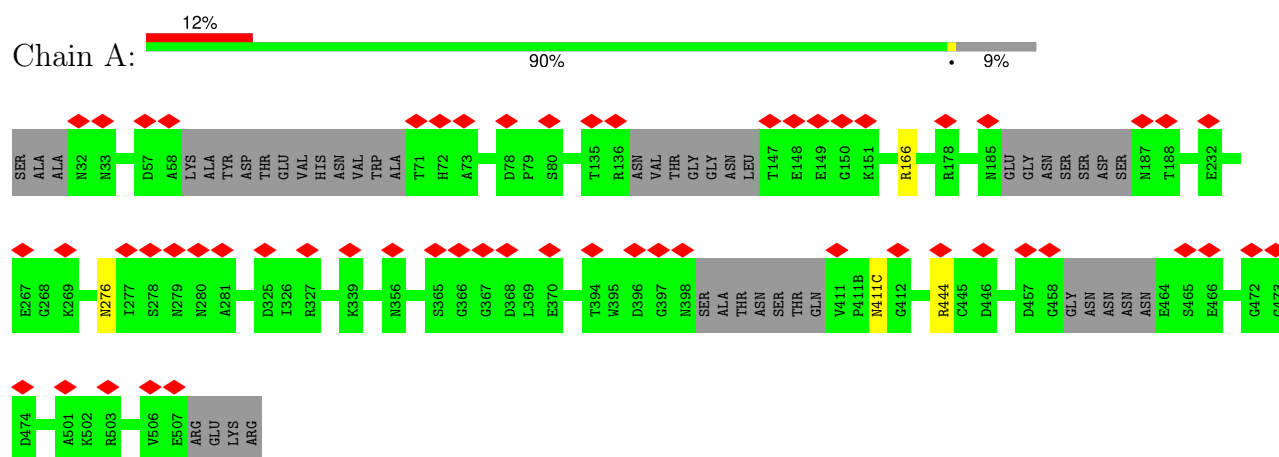 12%
Chain A:
90% • 9%
SER ALA ALA N32 N33 D57 A58 LYS ALA TYR ASP THR GLU VAL HIS ASN VAL TRP ALA T71 H72 A73 D78 P79 S80 T135 R136 ASN VAL THR GLY GLY ASN LEU T147 E148 E149 G150 K151 R166 R178 N185 GLU GLY ASN SER SER ASP SER N187 T188 E232
E267 G268 K269 N276 I277 S278 N279 N280 A281 D325 I326 R327 K339 N356 S365 G366 G367 D368 L369 E370 T394 W395 D396 G397 N398 SER ALA THR ASN SER THR GLN V411 P411B N411C G412 R444 C445 D446 D457 G458 GLY ASN ASN ASN ASN E464 S465 E466 G472
D474 A501 K502 R503 V506 E507 ARG GLU LYS ARG